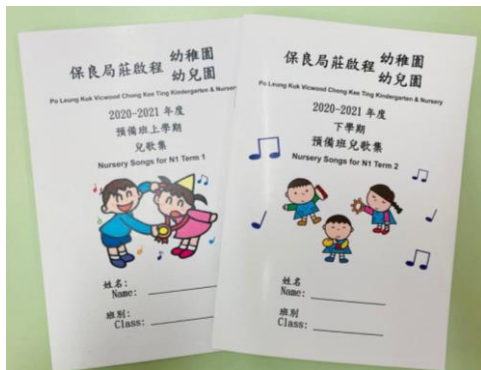 保良局莊啟程 幼稚園
幼兒園
Po Leung Kuk Vicwood Chong Kee Ting Kindergarten & Nursery
2020-2021 年度
預備班上學期
兒歌集
Nursery Songs for N1 Term 1
姓名:
Name:
班別:
Class:
保良局莊啟程 幼稚園
幼兒園
Po Leung Kuk Vicwood Chong Kee Ting Kindergarten & Nursery
2020-2021 年度
下學期
預備班兒歌集
Nursery Songs for N1 Term 2
姓名
Name:
班別
Class: